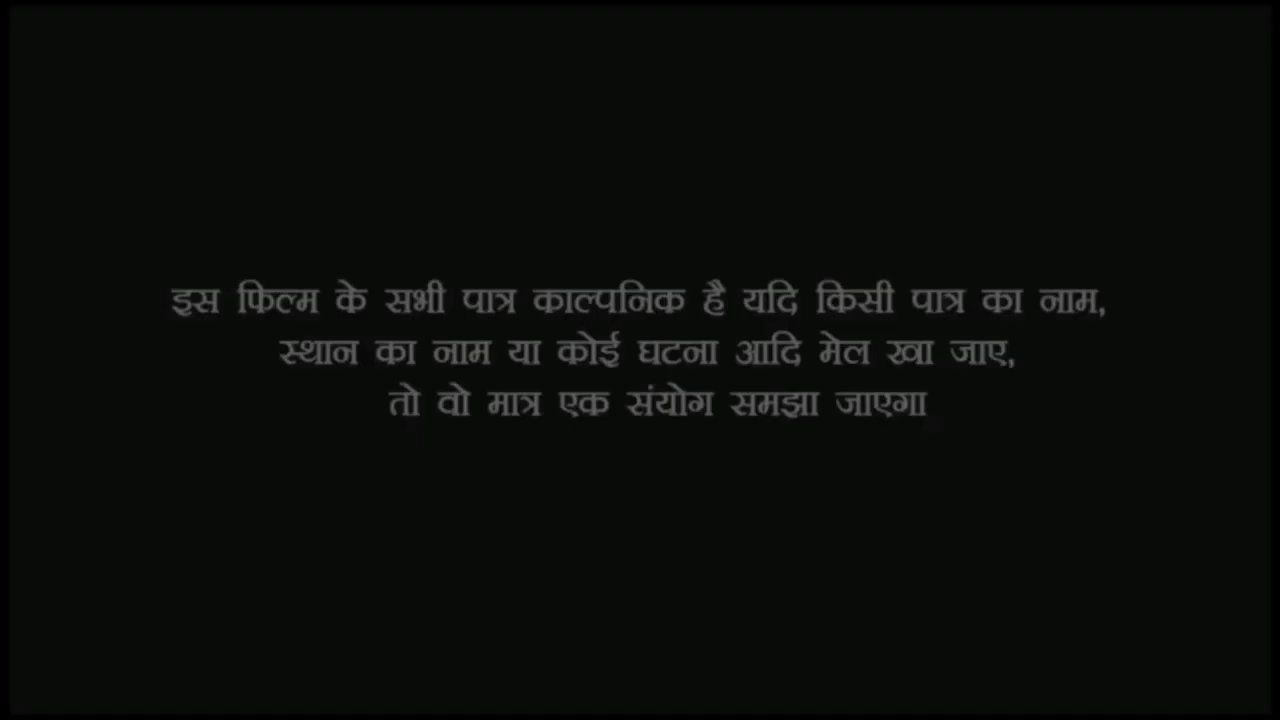 इस फिल्म के सभी पात्र काल्पनिक है यदि किसी पात्र का नाम,
स्थान का नाम या कोई घटना आदि मेल खा जाए,
तो वो मात्र एक संयोग समझा जाएगा